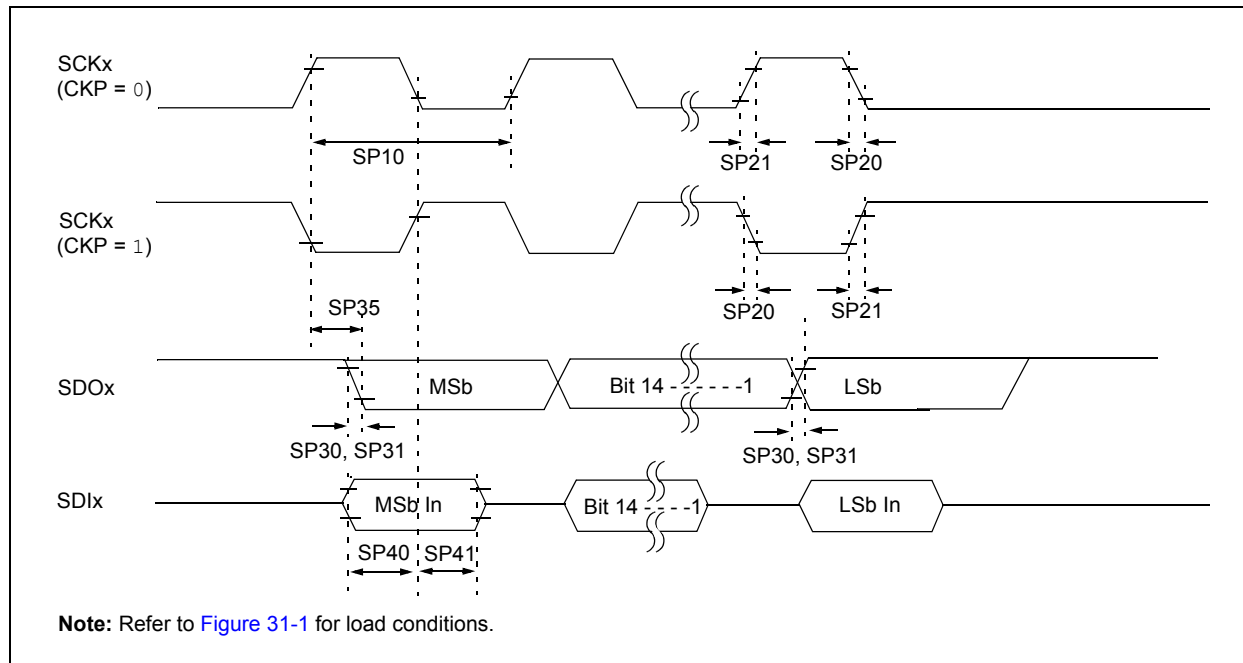 SCKx
(CKP = 0)
SP10
SP21
SP20
SCKx
(CKP = 1)
SP35
SP20
SP21
SDOx
MSb
Bit 14 - - - - - -1
LSb
SP30, SP31
SP30, SP31
SDIx
MSb In
Bit 14 - - - -1
LSb In
SP40
SP41
Note: Refer to Figure 31-1 for load conditions.